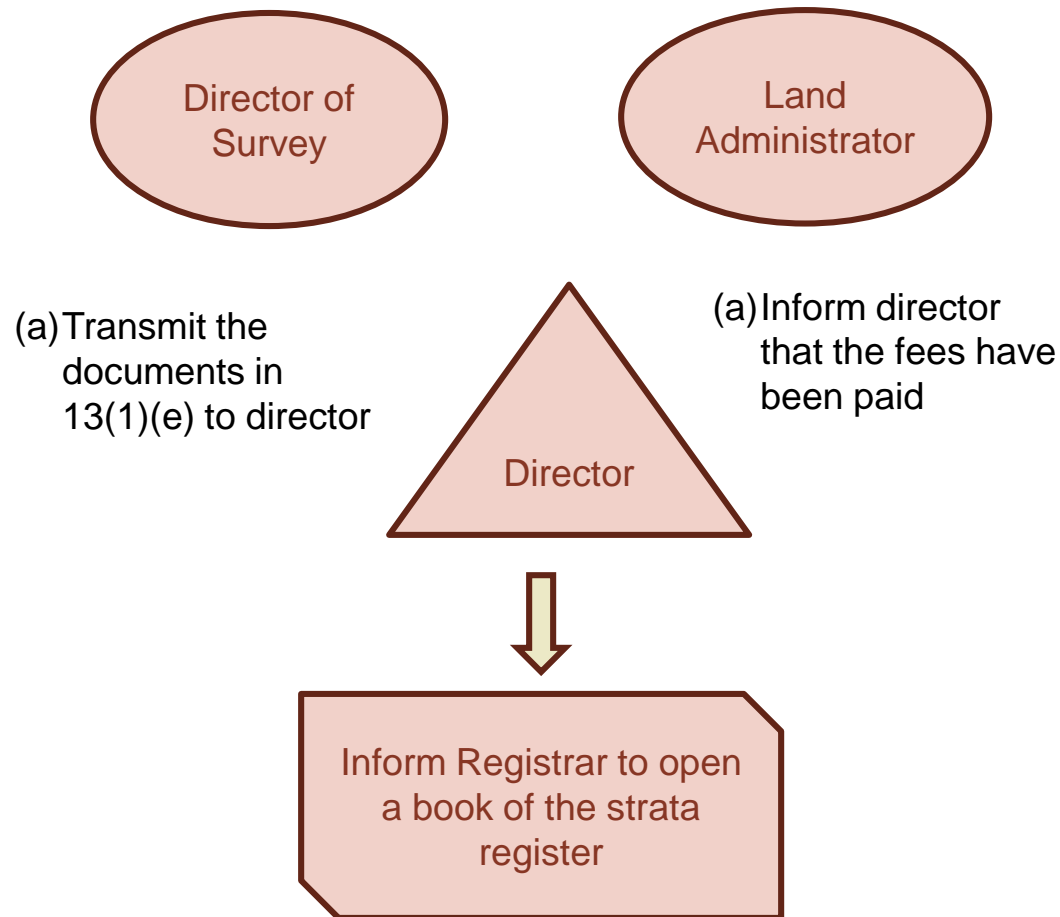 Director of
Survey
Land
Administrator
(a) Transmit the
documents in
13(1)(e) to director
(a) Inform director
that the fees have
been paid
Director
Inform Registrar to open
a book of the strata
register